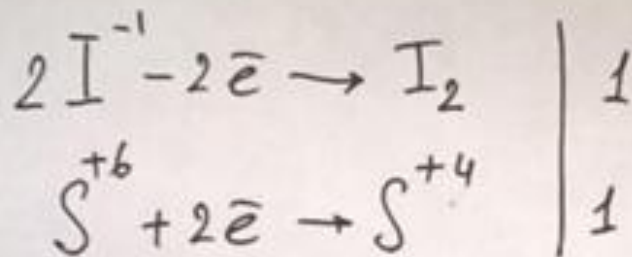 2I⁻¹ - 2ē → I₂ | 1
S⁺⁶ + 2ē → S⁺⁴ | 1